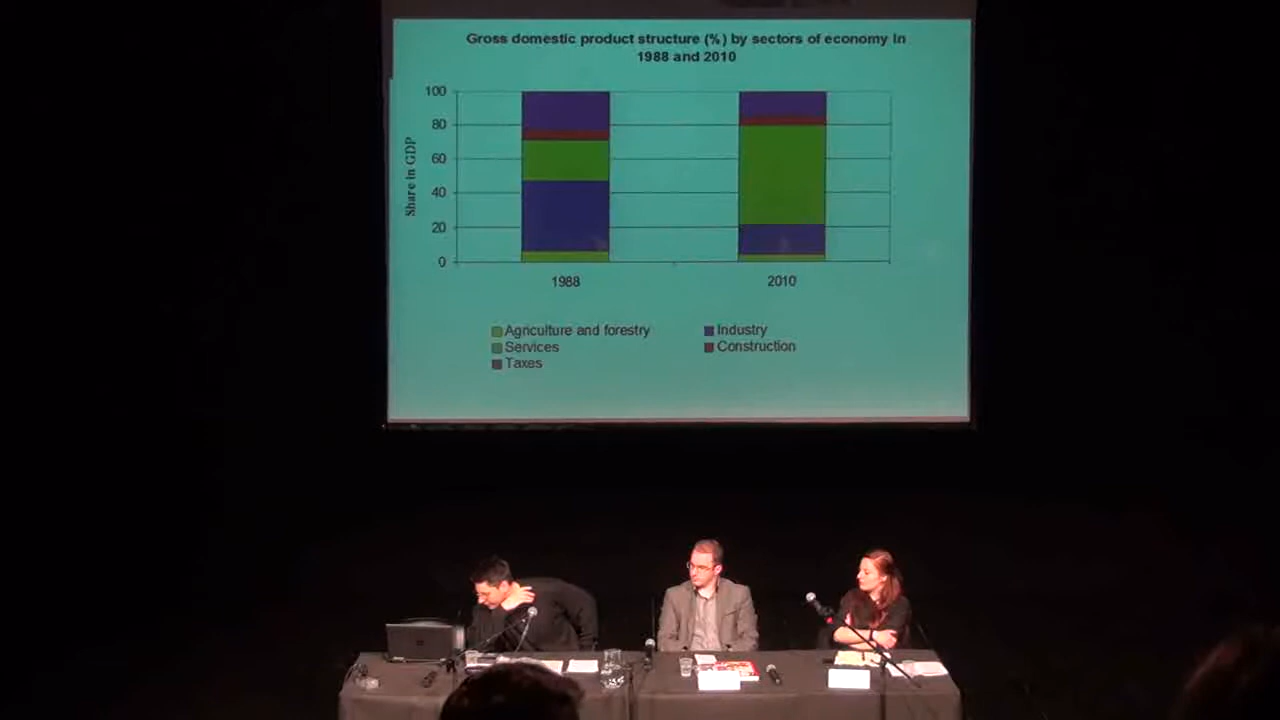 Gross domestic product structure (%) by sectors of economy in
1988 and 2010
100
80
60
40
20
0
Share in GDP
1988
2010
Agriculture and forestry
Industry
Services
Construction
Taxes